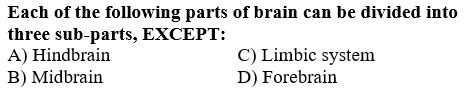 Each of the following parts of brain can be divided into
three sub-parts, EXCEPT:
A) Hindbrain C) Limbic system
B) Midbrain D) Forebrain